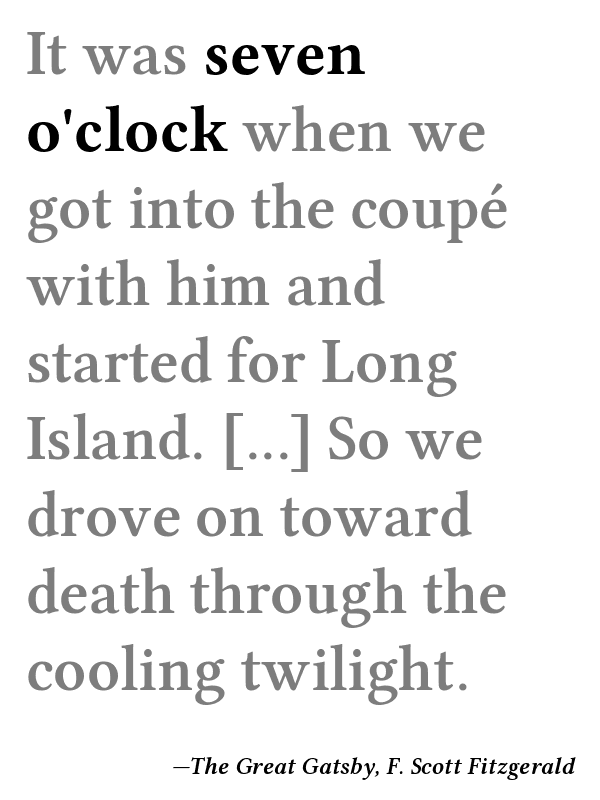 It was seven
o'clock when we
got into the coupé
with him and
started for Long
Island. [...] So we
drove on toward
death through the
cooling twilight.
—The Great Gatsby, F. Scott Fitzgerald